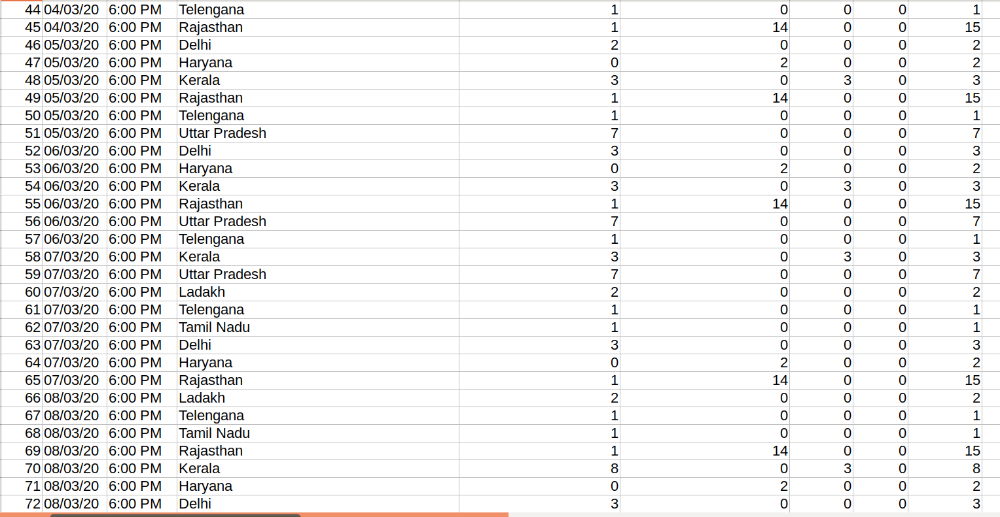 44 04/03/20 6:00 PM Telengana 1 0 0 0 1
45 04/03/20 6:00 PM Rajasthan 1 14 0 0 15
46 05/03/20 6:00 PM Delhi 2 0 0 0 2
47 05/03/20 6:00 PM Haryana 0 2 0 0 2
48 05/03/20 6:00 PM Kerala 3 0 3 0 3
49 05/03/20 6:00 PM Rajasthan 1 14 0 0 15
50 05/03/20 6:00 PM Telengana 1 0 0 0 1
51 05/03/20 6:00 PM Uttar Pradesh 7 0 0 0 7
52 06/03/20 6:00 PM Delhi 3 0 0 0 3
53 06/03/20 6:00 PM Haryana 0 2 0 0 2
54 06/03/20 6:00 PM Kerala 3 0 3 0 3
55 06/03/20 6:00 PM Rajasthan 1 14 0 0 15
56 06/03/20 6:00 PM Uttar Pradesh 7 0 0 0 7
57 06/03/20 6:00 PM Telengana 1 0 0 0 1
58 07/03/20 6:00 PM Kerala 3 0 3 0 3
59 07/03/20 6:00 PM Uttar Pradesh 7 0 0 0 7
60 07/03/20 6:00 PM Ladakh 2 0 0 0 2
61 07/03/20 6:00 PM Telengana 1 0 0 0 1
62 07/03/20 6:00 PM Tamil Nadu 1 0 0 0 1
63 07/03/20 6:00 PM Delhi 3 0 0 0 3
64 07/03/20 6:00 PM Haryana 0 2 0 0 2
65 07/03/20 6:00 PM Rajasthan 1 14 0 0 15
66 08/03/20 6:00 PM Ladakh 2 0 0 0 2
67 08/03/20 6:00 PM Telengana 1 0 0 0 1
68 08/03/20 6:00 PM Tamil Nadu 1 0 0 0 1
69 08/03/20 6:00 PM Rajasthan 1 14 0 0 15
70 08/03/20 6:00 PM Kerala 8 0 3 0 8
71 08/03/20 6:00 PM Haryana 0 2 0 0 2
72 08/03/20 6:00 PM Delhi 3 0 0 0 3